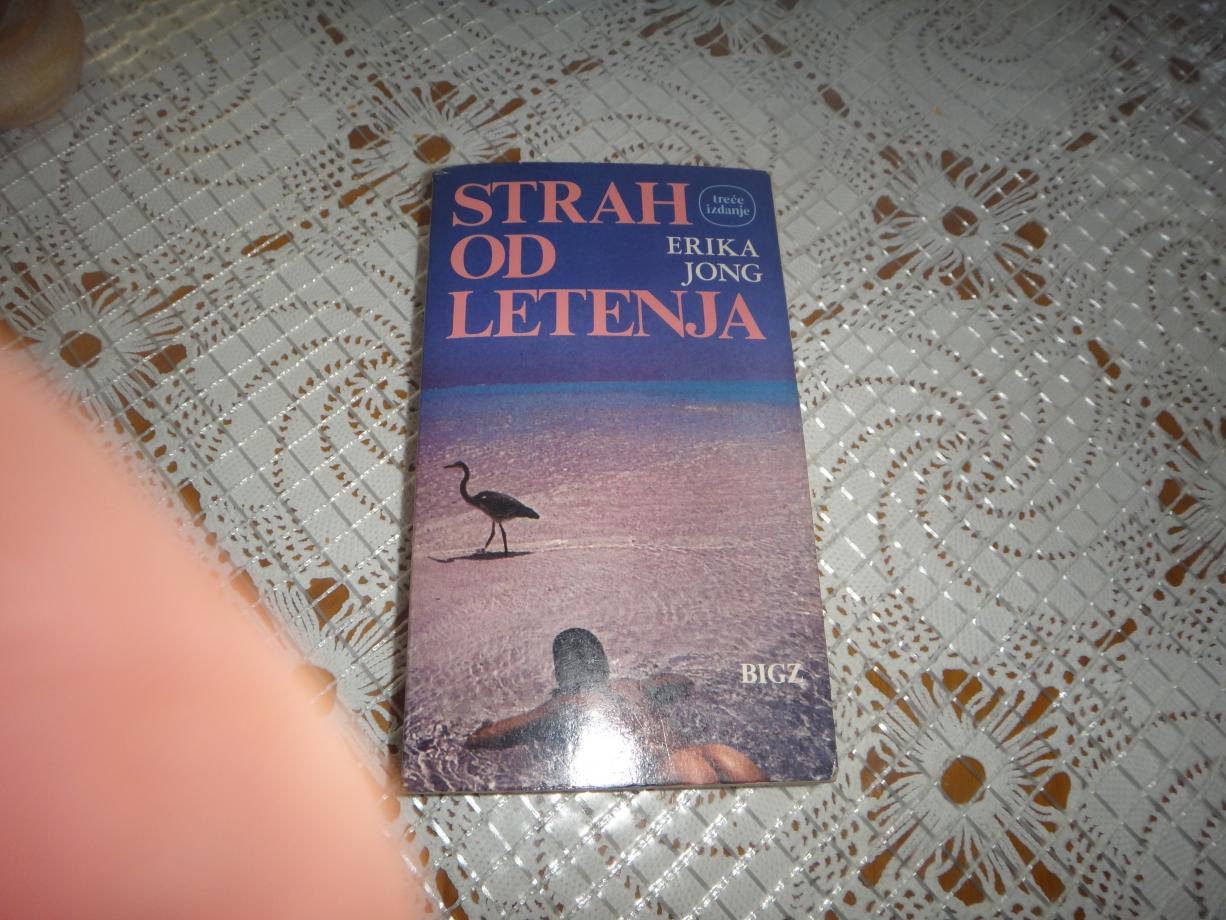 STRAH
OD
LETENJA
treće
izdanje
ERIKA
JONG
BIGZ